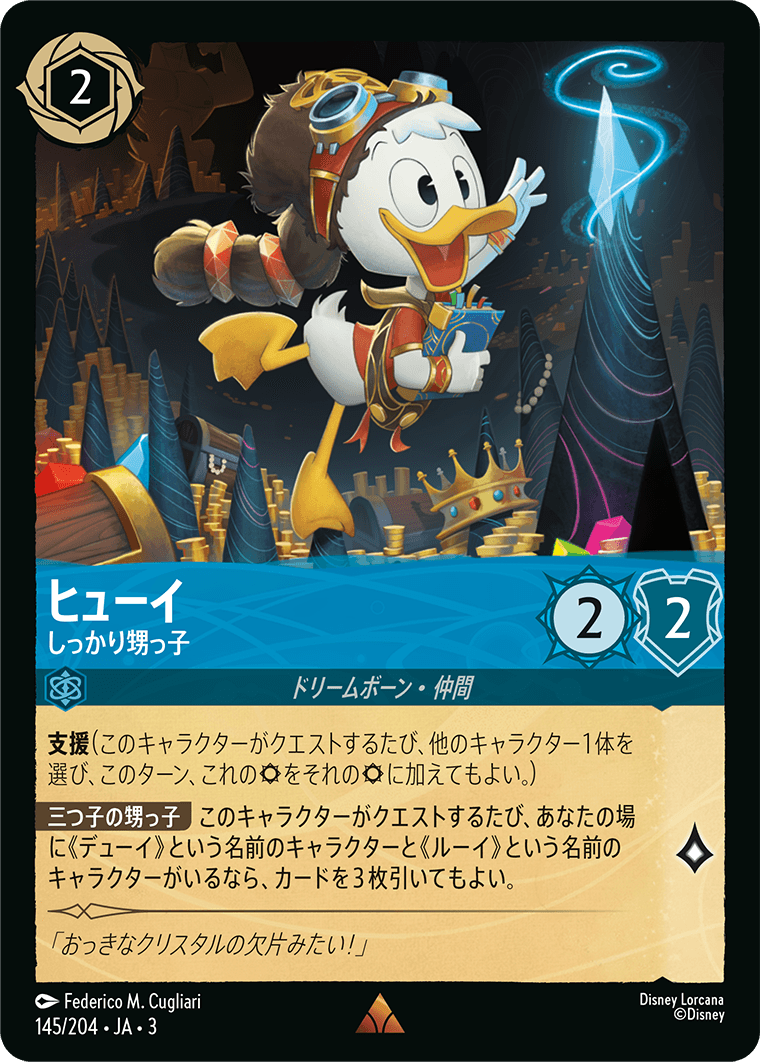 2
ヒューイ
しっかり甥っ子
2
2
ドリームボーン・仲間
支援(このキャラクターがクエストするたび、他のキャラクター1体を
選び、このターン、これの⛭をそれの⛭に加えてもよい。)
三つ子の甥っ子 このキャラクターがクエストするたび、あなたの場
に《デューイ》という名前のキャラクターと《ルーイ》という名前の
キャラクターがいるなら、カードを3枚引いてもよい。
「おっきなクリスタルの欠片みたい!」
Federico M. Cugliari
145/204・JA・3
Disney Lorcana
©Disney